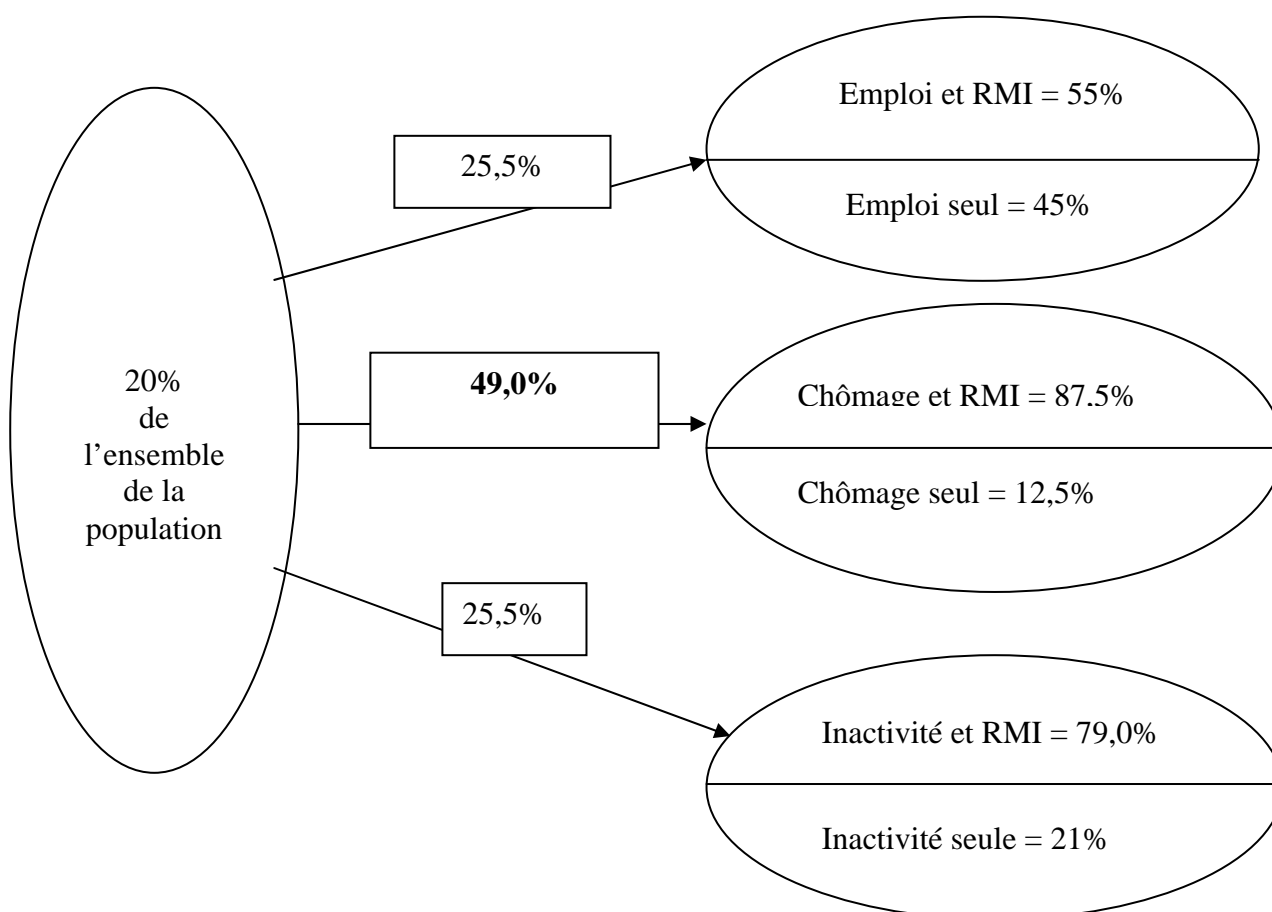 20%
de
l'ensemble
de la
population
25,5%
Emploi et RMI = 55%
Emploi seul = 45%
49,0%
Chômage et RMI = 87,5%
Chômage seul = 12,5%
25,5%
Inactivité et RMI = 79,0%
Inactivité seule = 21%